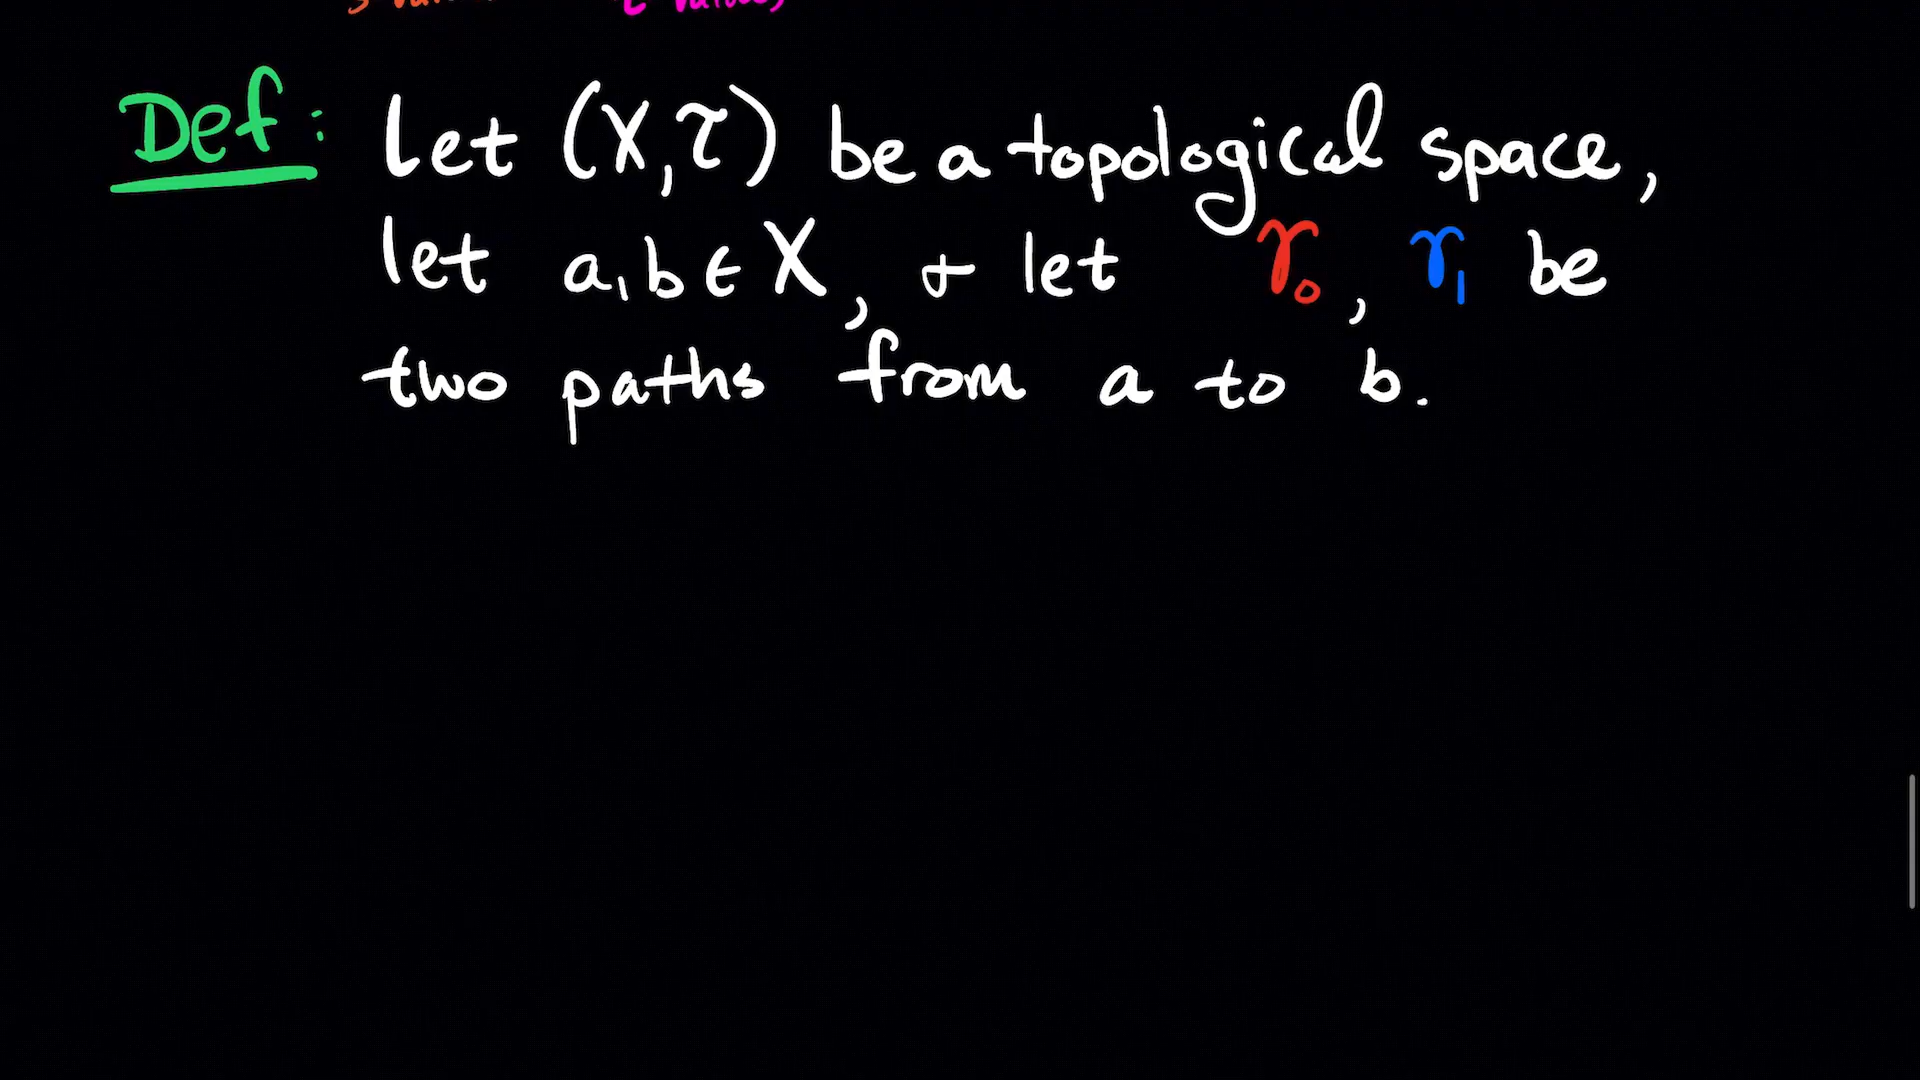 Def: Let (X,τ) be a topological space,
let a,b ∈ X, + let γ₀, γ₁ be
two paths from a to b.